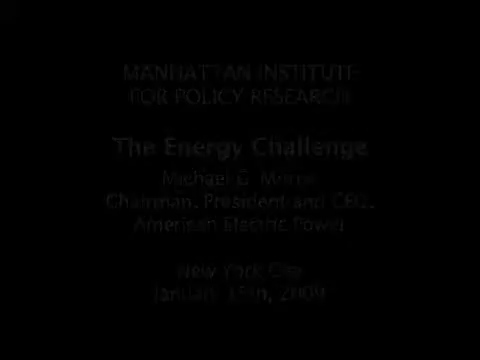 MANHATTAN INSTITUTE
FOR POLICY RESEARCH
The Energy Challenge
Michael G. Morris
Chairman, President and CEO,
American Electric Power
New York City
January 15th, 2009